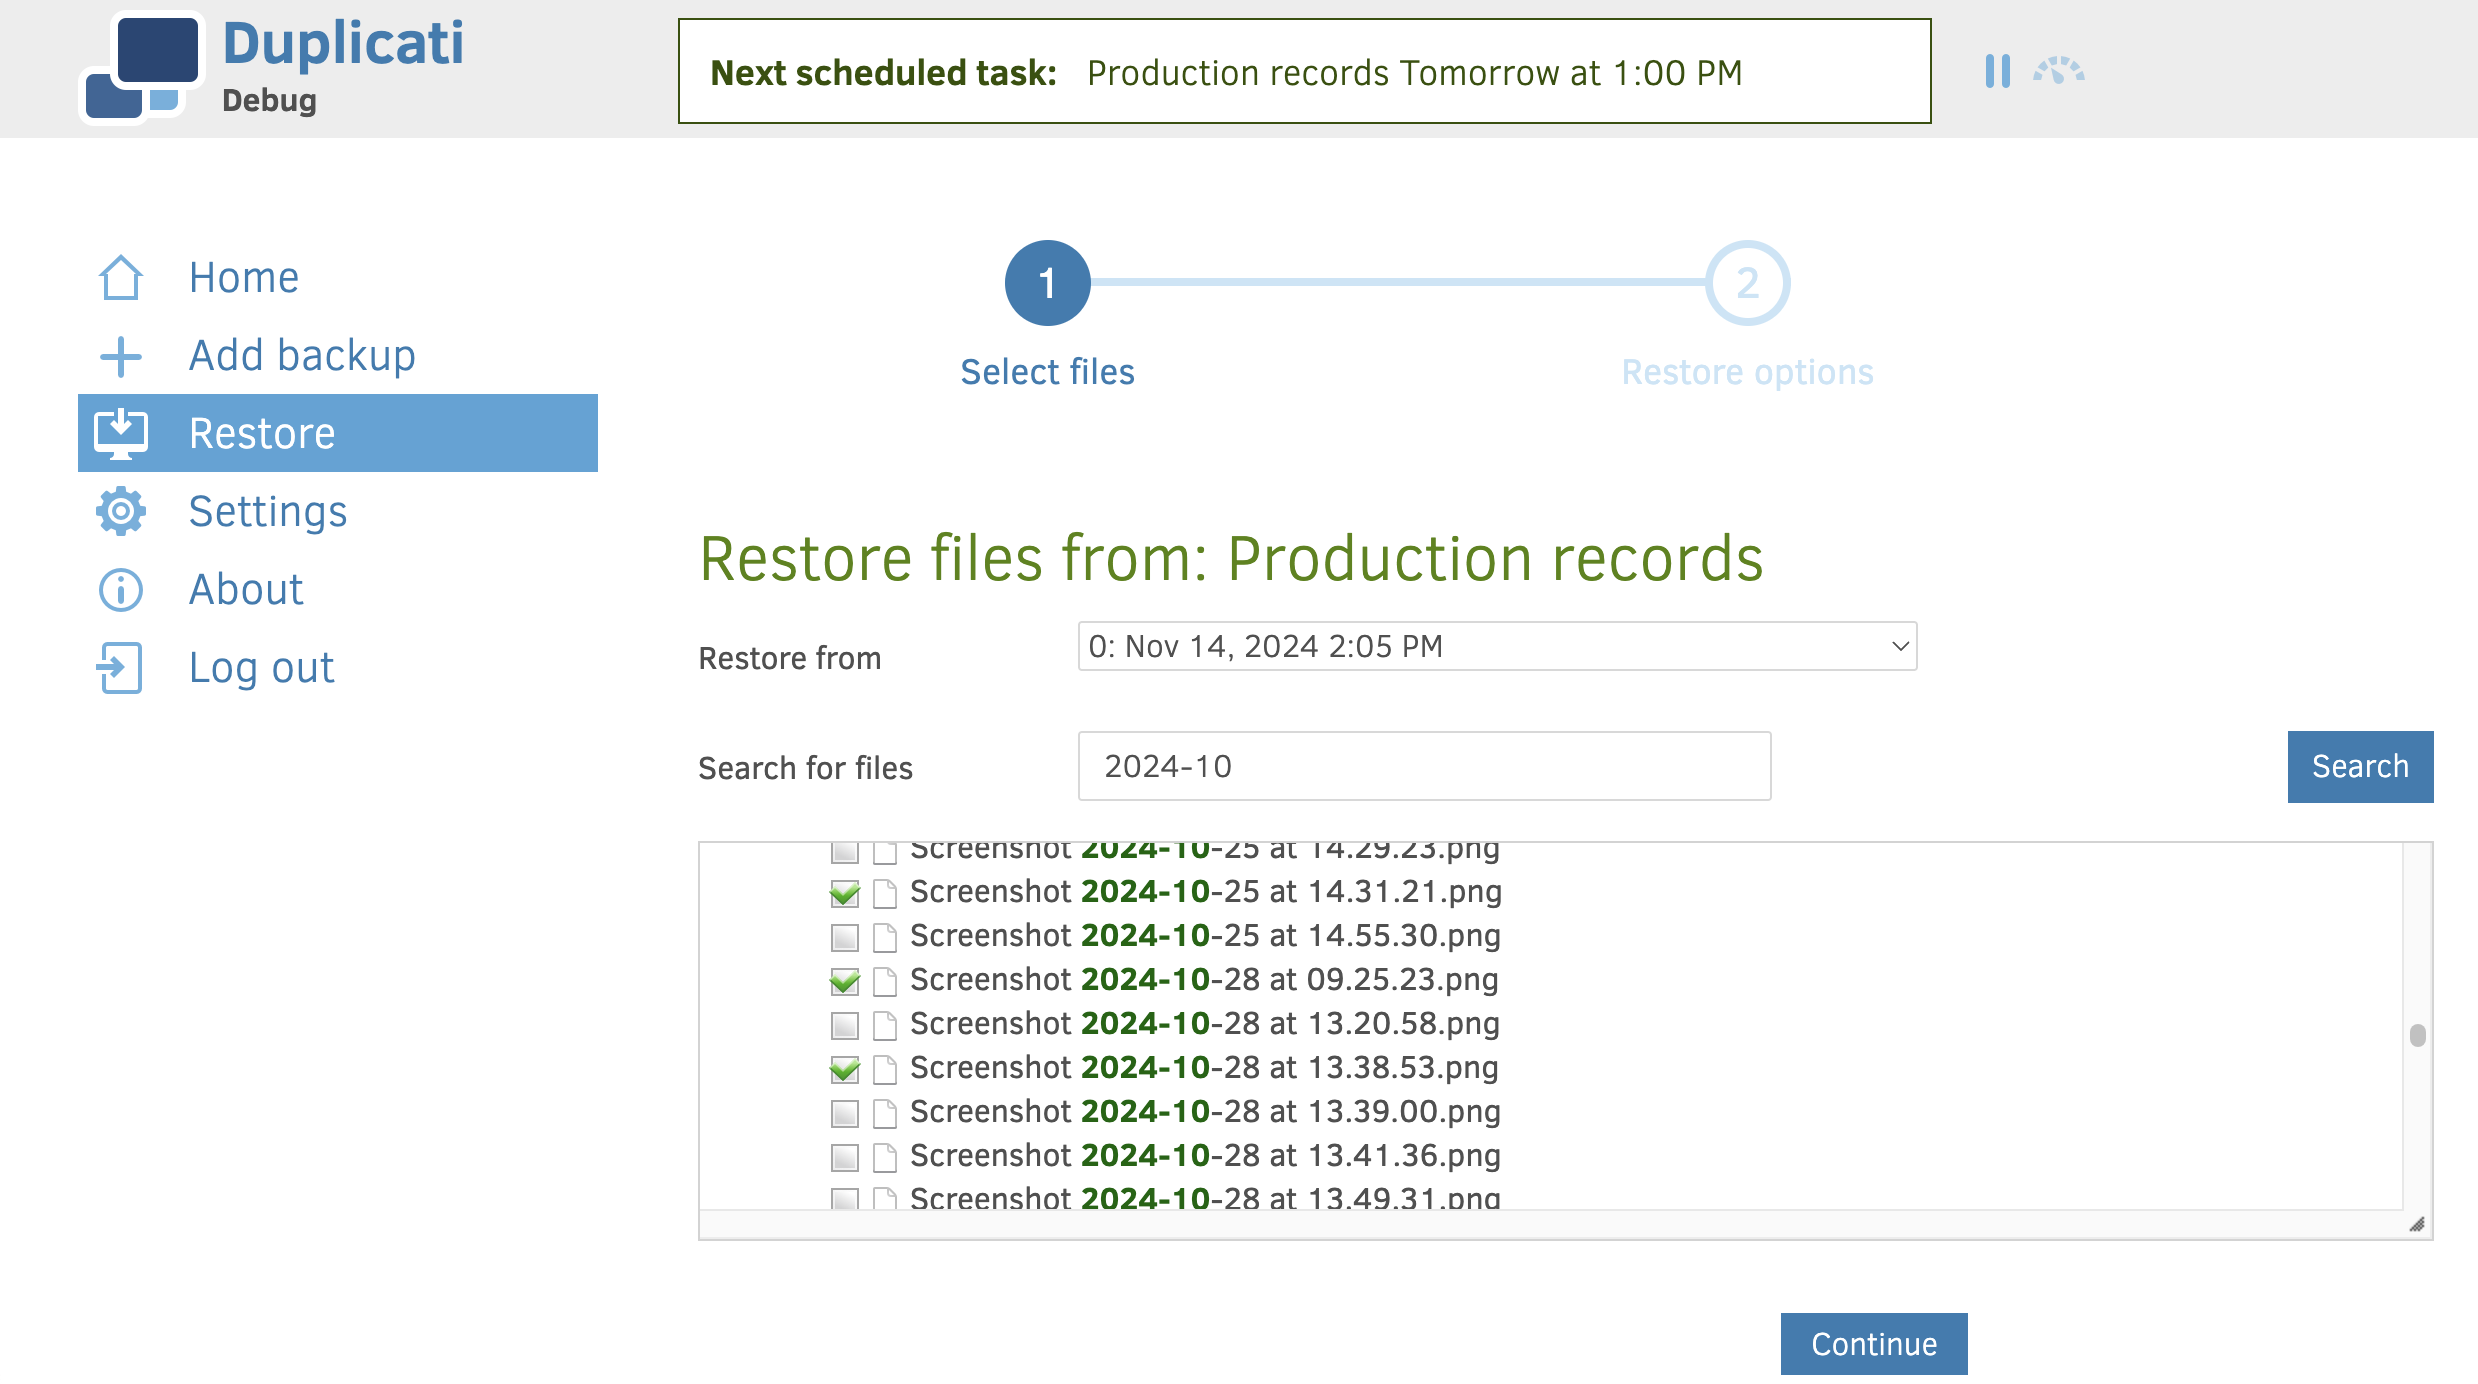 Duplicati
Debug
Next scheduled task: Production records Tomorrow at 1:00 PM
Home
Add backup
Restore
Settings
About
Log out
1
2
Select files
Restore options
Restore files from: Production records
Restore from
0: Nov 14, 2024 2:05 PM
Search for files
2024-10
Search
Screenshot 2024-10-25 at 14.29.23.png
Screenshot 2024-10-25 at 14.31.21.png
Screenshot 2024-10-25 at 14.55.30.png
Screenshot 2024-10-28 at 09.25.23.png
Screenshot 2024-10-28 at 13.20.58.png
Screenshot 2024-10-28 at 13.38.53.png
Screenshot 2024-10-28 at 13.39.00.png
Screenshot 2024-10-28 at 13.41.36.png
Screenshot 2024-10-28 at 13.49.31.png
Continue